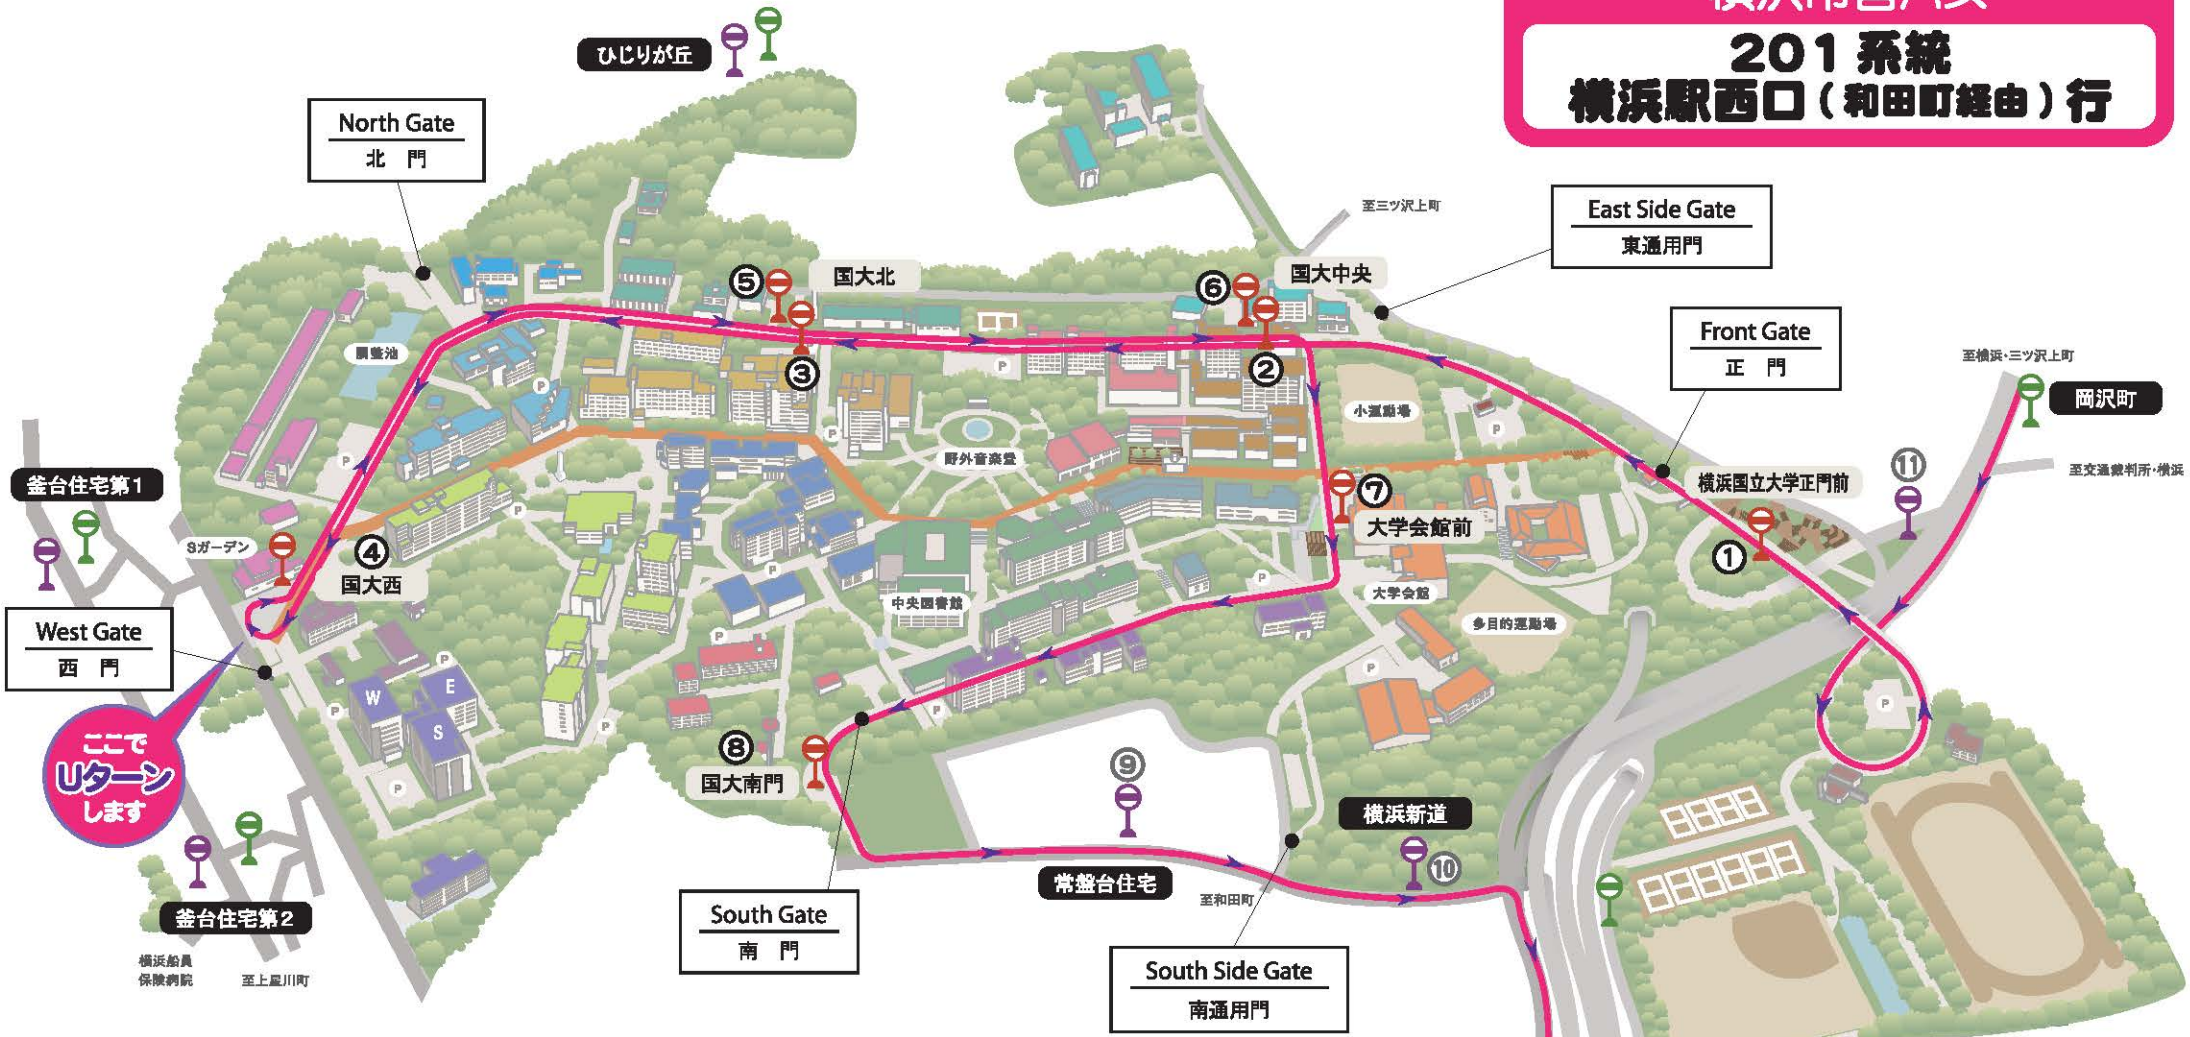 201系統
横浜駅西口(和田町経由)行
ひじりが丘
North Gate
北 門
East Side Gate
東通用門
至三ツ沢上町
⑤
国大北
⑥
国大中央
Front Gate
正 門
至横浜・三ツ沢上町
岡沢町
調整池
P
③
P
②
小運動場
P
P
野外音楽堂
P
釜台住宅第1
P
P
Sガーデン
④
国大西
⑦
大学会館前
横浜国立大学正門前
⑪
至交通裁判所・横浜
①
P
P
中央図書館
大学会館
多目的運動場
West Gate
西 門
P
P
P
W
E
S
P
P
P
P
P
ここで
Uターン
します
⑧
国大南門
⑨
横浜新道
⑩
常盤台住宅
至和田町
釜台住宅第2
横浜船員
保険病院
至上星川町
South Gate
南 門
South Side Gate
南通用門